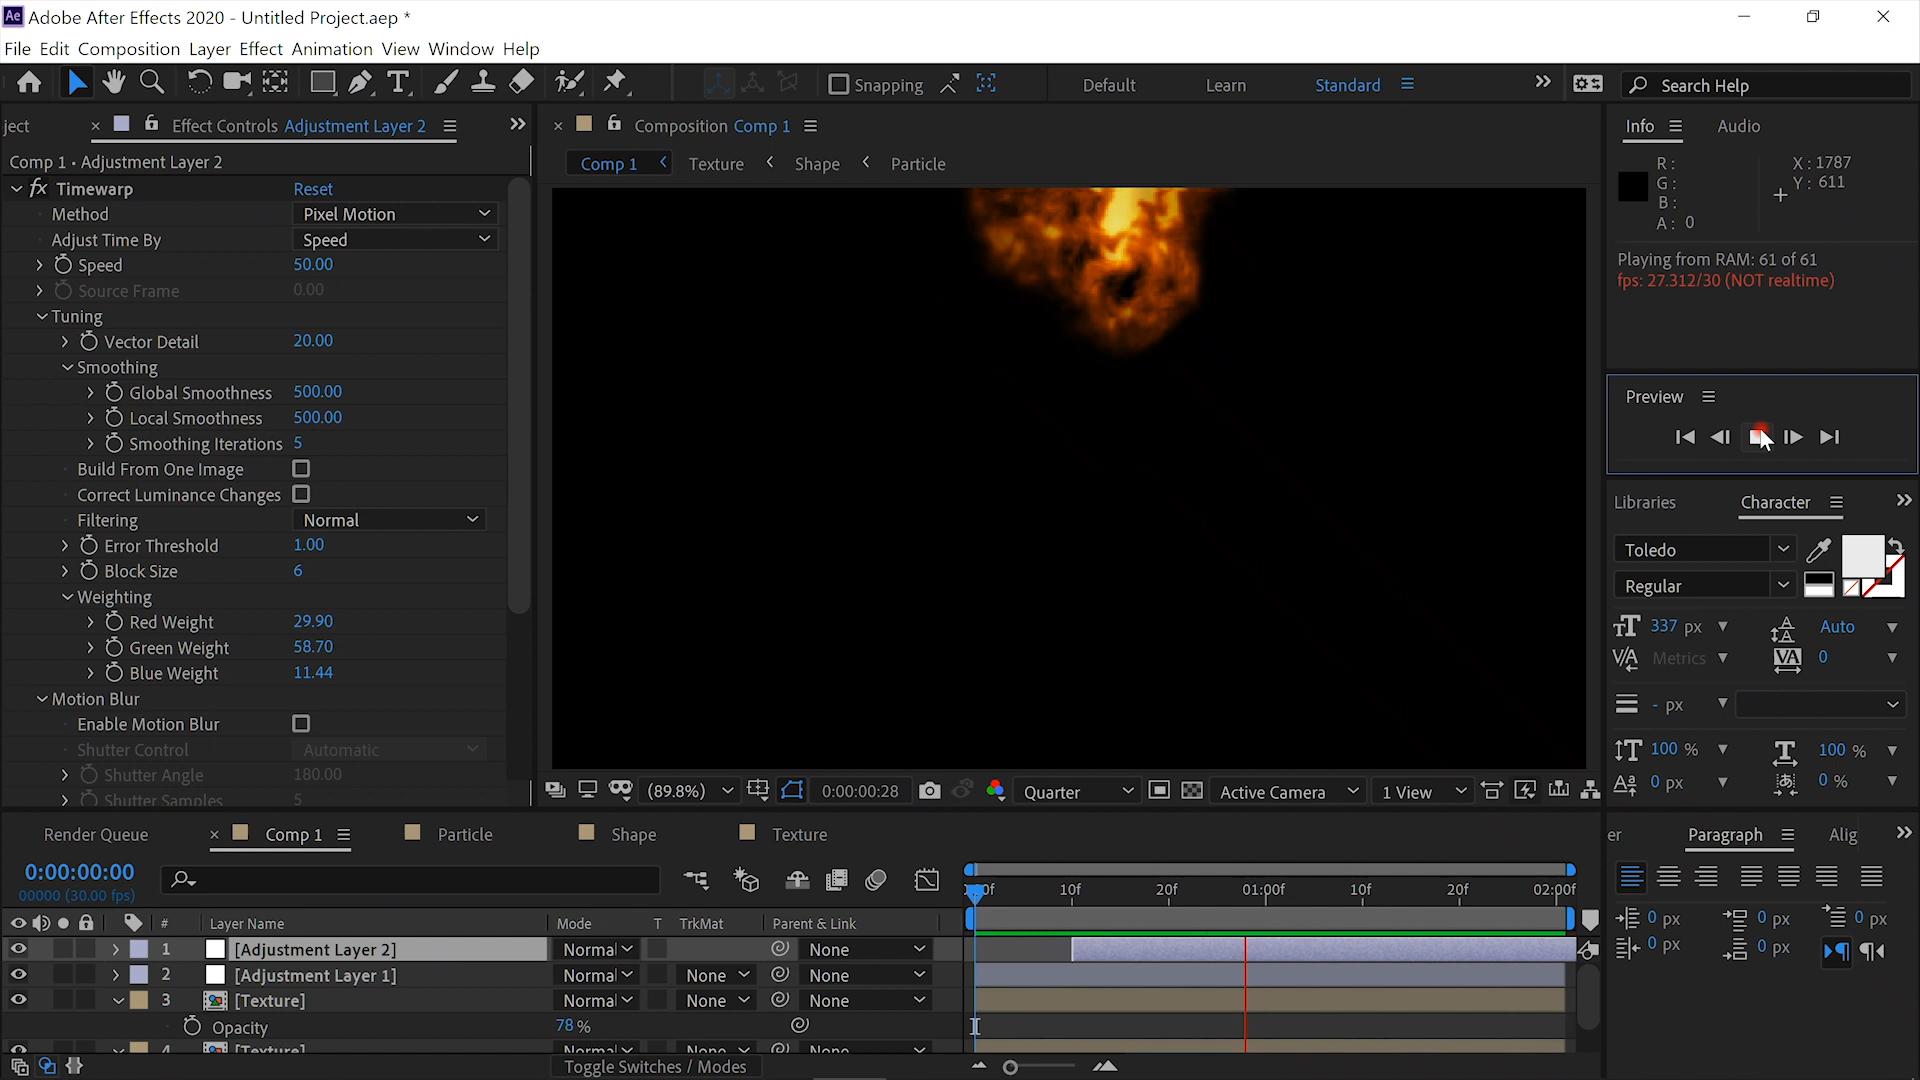 Ae Adobe After Effects 2020 - Untitled Project.aep *
File Edit Composition Layer Effect Animation View Window Help
Snapping
Default Learn Standard
Search Help
ject
Effect Controls Adjustment Layer 2
Comp 1 • Adjustment Layer 2
fx Timewarp Reset
Method Pixel Motion
Adjust Time By Speed
Speed 50.00
Source Frame 0.00
Tuning
Vector Detail 20.00
Smoothing
Global Smoothness 500.00
Local Smoothness 500.00
Smoothing Iterations 5
Build From One Image
Correct Luminance Changes
Filtering Normal
Error Threshold 1.00
Block Size 6
Weighting
Red Weight 29.90
Green Weight 58.70
Blue Weight 11.44
Motion Blur
Enable Motion Blur
Shutter Control Automatic
Shutter Angle 180.00
Shutter Samples 5
Composition Comp 1
Comp 1 Texture Shape Particle
(89.8%) 0:00:00:28 Quarter Active Camera 1 View
Info Audio
R: X: 1787
G: Y: 611
B:
A: 0
Playing from RAM: 61 of 61
fps: 27.312/30 (NOT realtime)
Preview
Libraries Character
Toledo
Regular
337 px Auto
Metrics 0
- px
100 % 100 %
0 px 0 %
er Paragraph Alig
0 px 0 px 0 px
0 px 0 px
Render Queue Comp 1 Particle Shape Texture
0:00:00:00
00000 (30.00 fps)
:00f 10f 20f 01:00f 10f 20f 02:00f
# Layer Name Mode T TrkMat Parent & Link
1 [Adjustment Layer 2] Normal None
2 [Adjustment Layer 1] Normal None None
3 [Texture] Normal None None
Opacity 78 %
4 [Texture] Normal None None
Toggle Switches / Modes